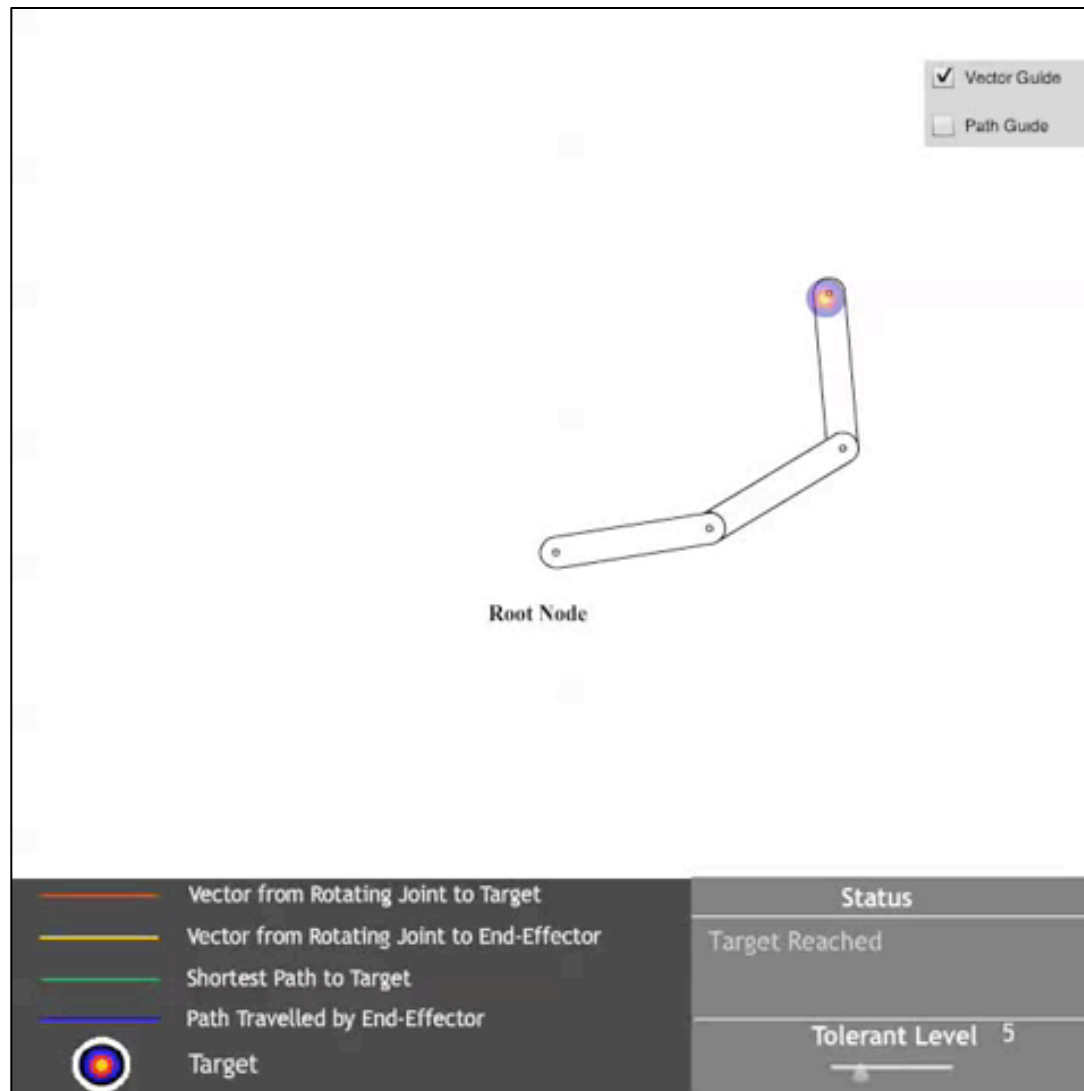 Vector Guide
Path Guide
Root Node
Vector from Rotating Joint to Target
Vector from Rotating Joint to End-Effector
Shortest Path to Target
Path Travelled by End-Effector
Target
Status
Target Reached
Tolerant Level 5